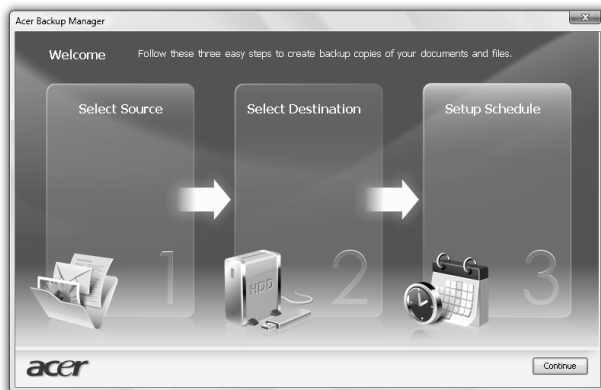 Acer Backup Manager
X
Welcome
Follow these three easy steps to create backup copies of your documents and files.
Select Source
Select Destination
Setup Schedule
HDD
1
2
3
acer
Continue